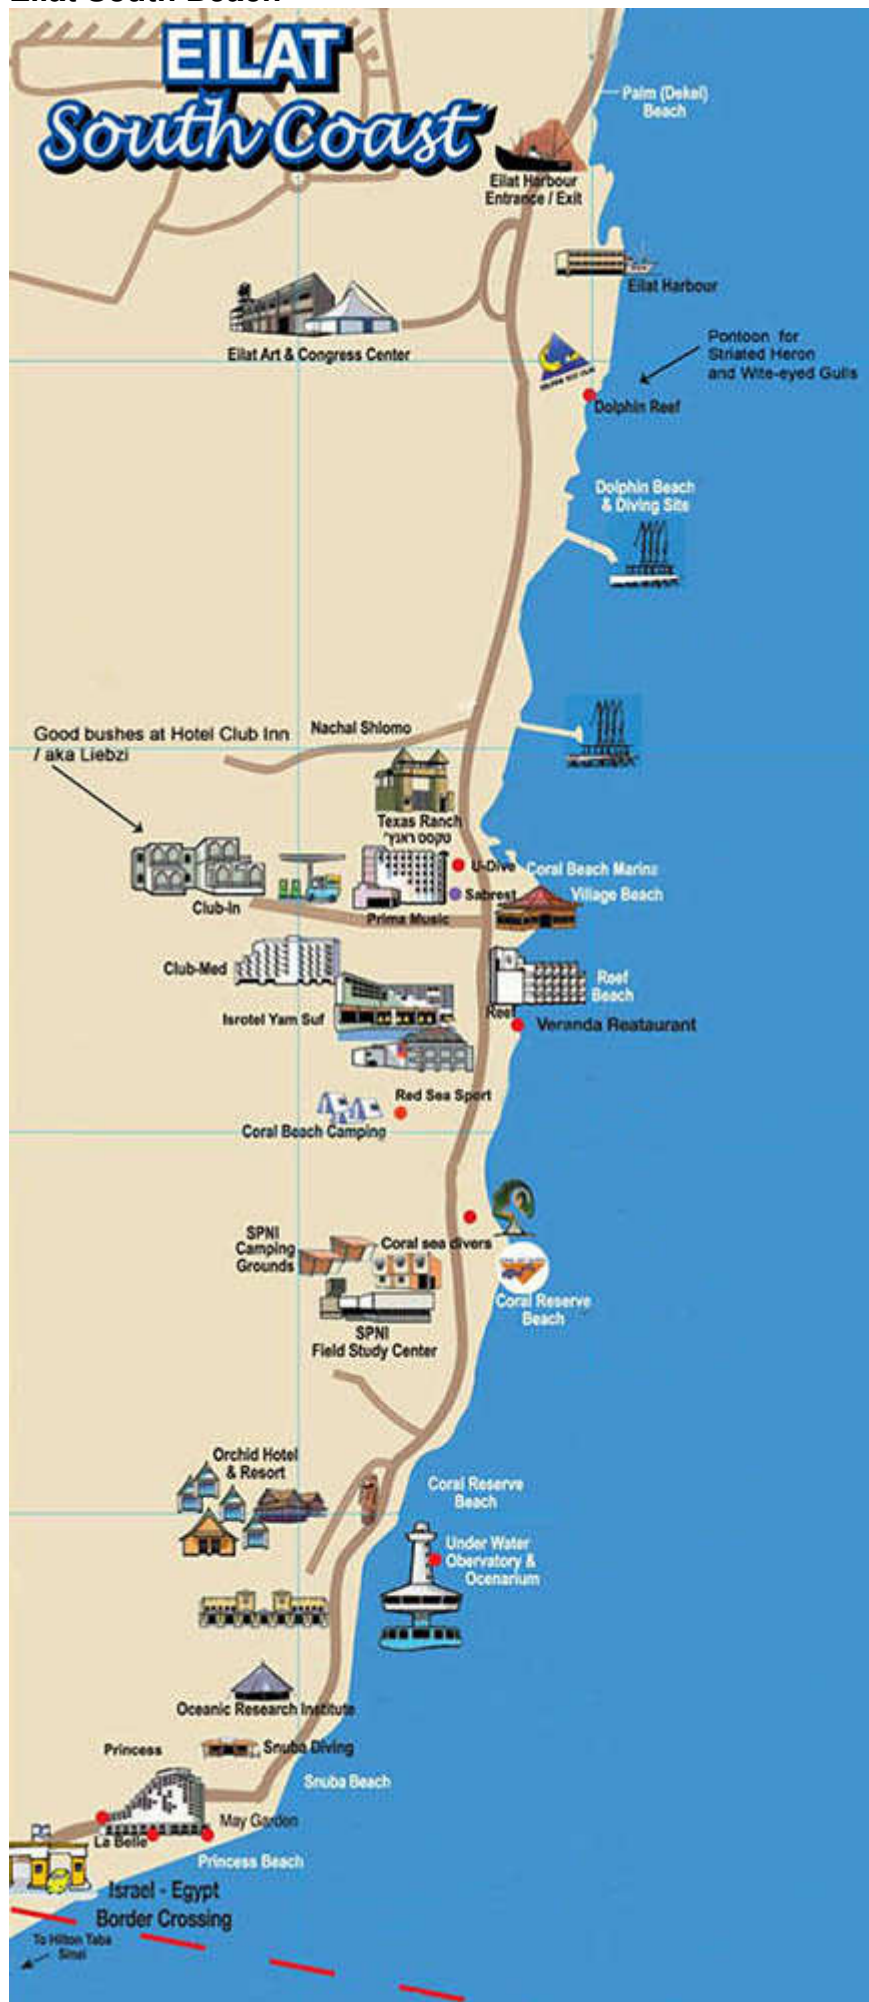 Eilat South Beach
EILAT
South Coast
Palm (Dekel)
Beach
Eilat Harbour
Entrance / Exit
Eilat Harbour
Eilat Art & Congress Center
Pontoon for
Striated Heron
and Wite-eyed Gulls
Dolphin Reef
Dolphin Beach
& Diving Site
Good bushes at Hotel Club Inn
/ aka Liebzi
Nachal Shlomo
Texas Ranch
טקסס ראנץ'
U-Dive
Coral Beach Marina
Sabrest
Village Beach
Club-In
Prima Music
Club-Med
Reef
Beach
Isrotel Yam Suf
Reef
Veranda Reataurant
Red Sea Sport
Coral Beach Camping
SPNI
Camping
Grounds
Coral sea divers
Coral Reserve
Beach
SPNI
Field Study Center
Orchid Hotel
& Resort
Coral Reserve
Beach
Under Water
Obervatory &
Ocenarium
Oceanic Research Institute
Princess
Snuba Diving
Snuba Beach
May Garden
La Belle
Princess Beach
Israel - Egypt
Border Crossing
To Hilton Taba
Sinai